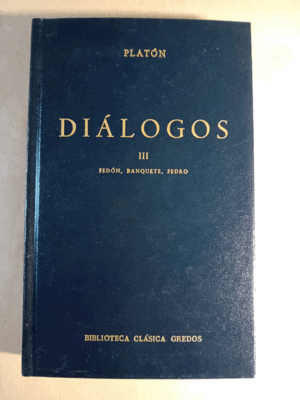 PLATÓN
DIÁLOGOS
III
FEDÓN, BANQUETE, FEDRO
BIBLIOTECA CLÁSICA GREDOS